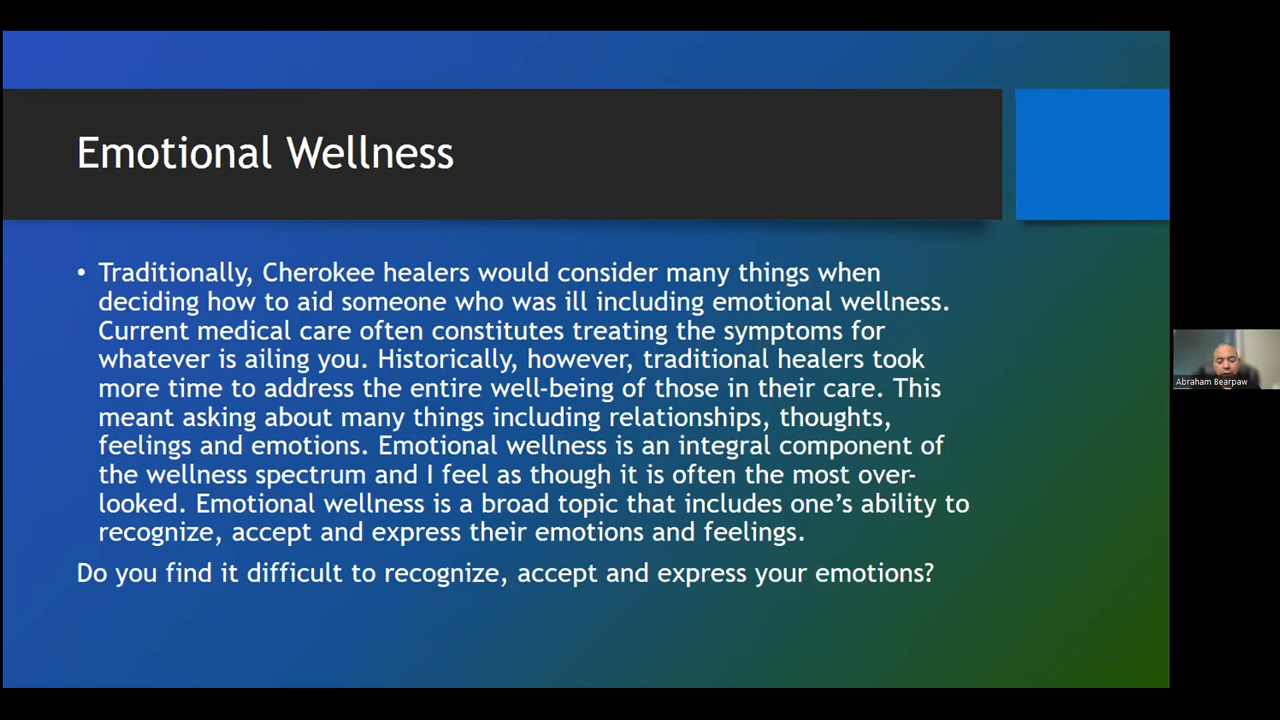 Emotional Wellness
• Traditionally, Cherokee healers would consider many things when
deciding how to aid someone who was ill including emotional wellness.
Current medical care often constitutes treating the symptoms for
whatever is ailing you. Historically, however, traditional healers took
more time to address the entire well-being of those in their care. This
meant asking about many things including relationships, thoughts,
feelings and emotions. Emotional wellness is an integral component of
the wellness spectrum and I feel as though it is often the most over-
looked. Emotional wellness is a broad topic that includes one’s ability to
recognize, accept and express their emotions and feelings.
Do you find it difficult to recognize, accept and express your emotions?
Abraham Bearpaw